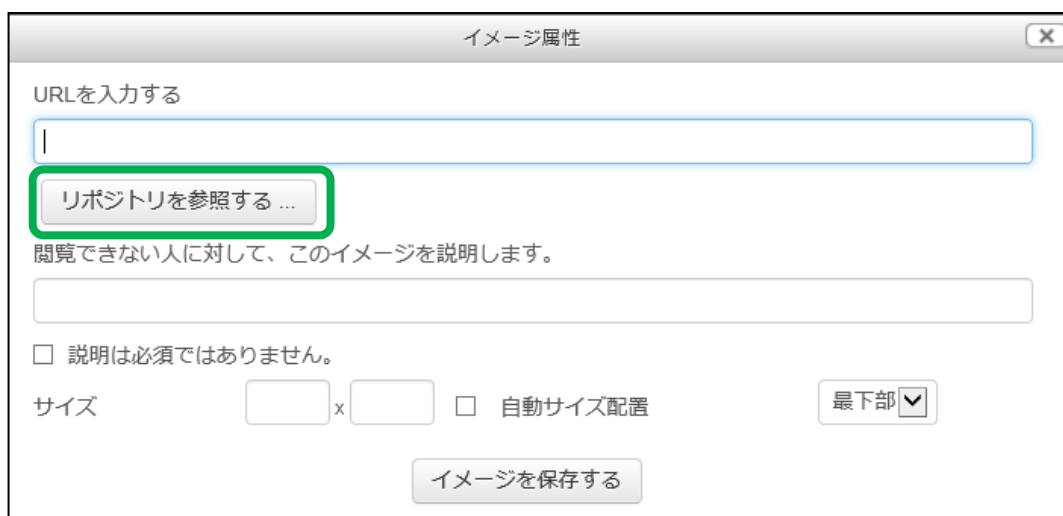 イメージ属性
URLを入力する
リポジトリを参照する ...
閲覧できない人に対して、このイメージを説明します。
説明は必須ではありません。
サイズ x 自動サイズ配置 最下部
イメージを保存する